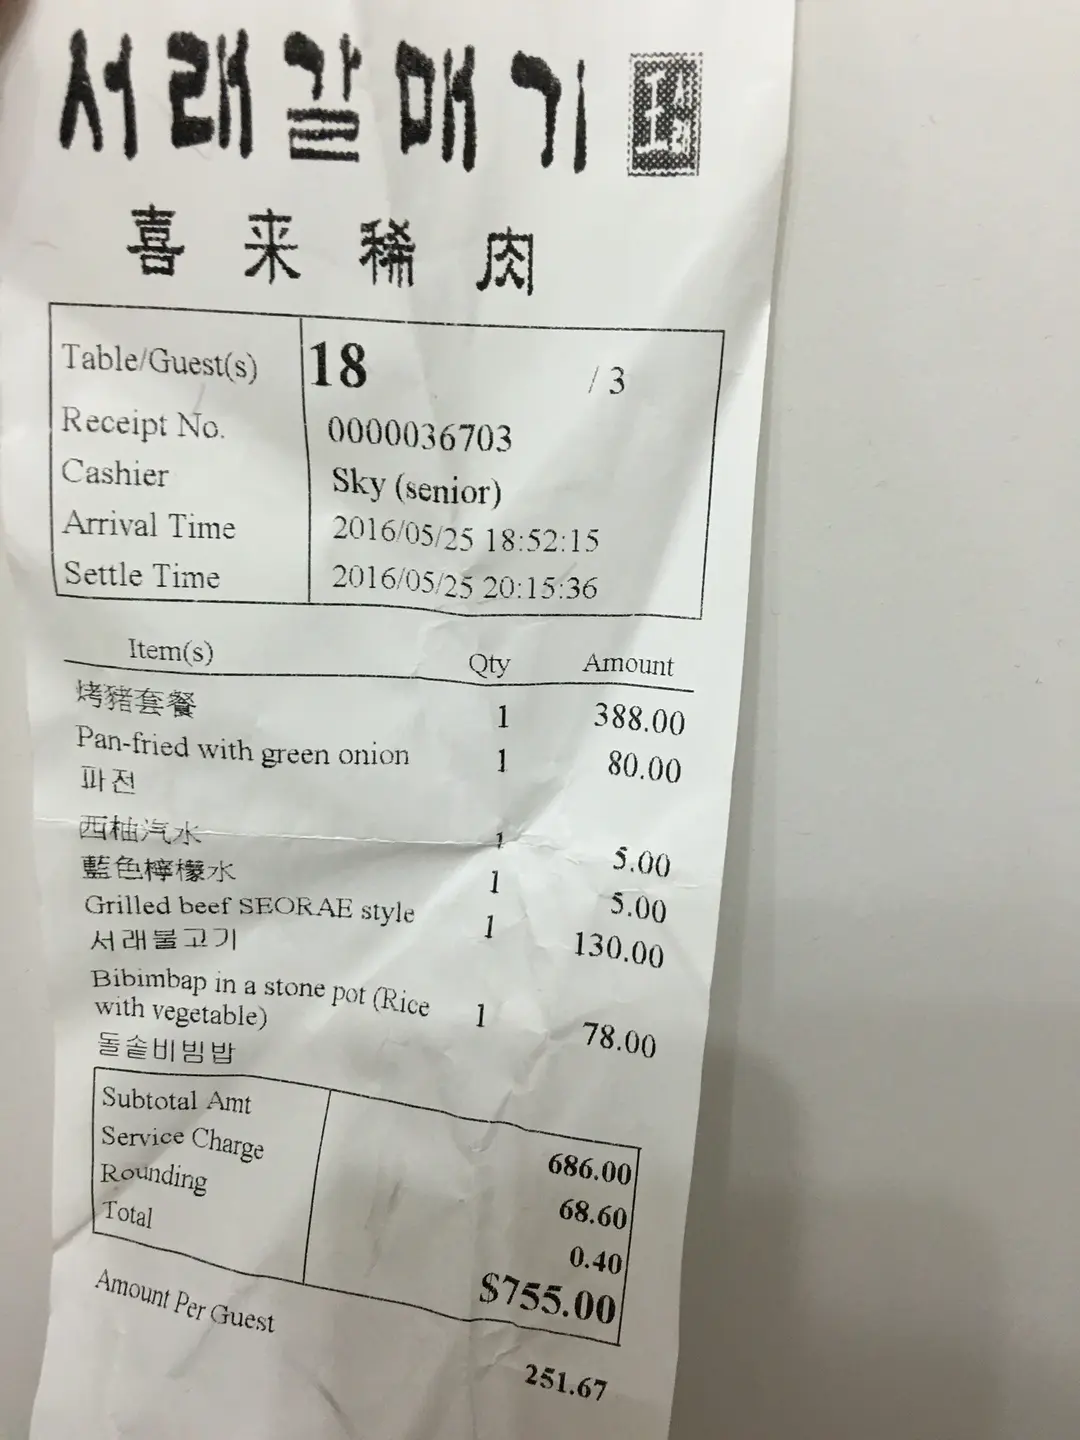 서래갈매기
喜来稀肉
Table/Guest(s) 18 / 3
Receipt No. 0000036703
Cashier Sky (senior)
Arrival Time 2016/05/25 18:52:15
Settle Time 2016/05/25 20:15:36
Item(s) Qty Amount
烤豬套餐 1 388.00
Pan-fried with green onion 1 80.00
파전
西柚汽水 1 5.00
藍色檸檬水 1 5.00
Grilled beef SEORAE style 1 130.00
서래불고기
Bibimbap in a stone pot (Rice 1 78.00
with vegetable)
돌솥비빔밥
Subtotal Amt 686.00
Service Charge 68.60
Rounding 0.40
Total $755.00
Amount Per Guest 251.67